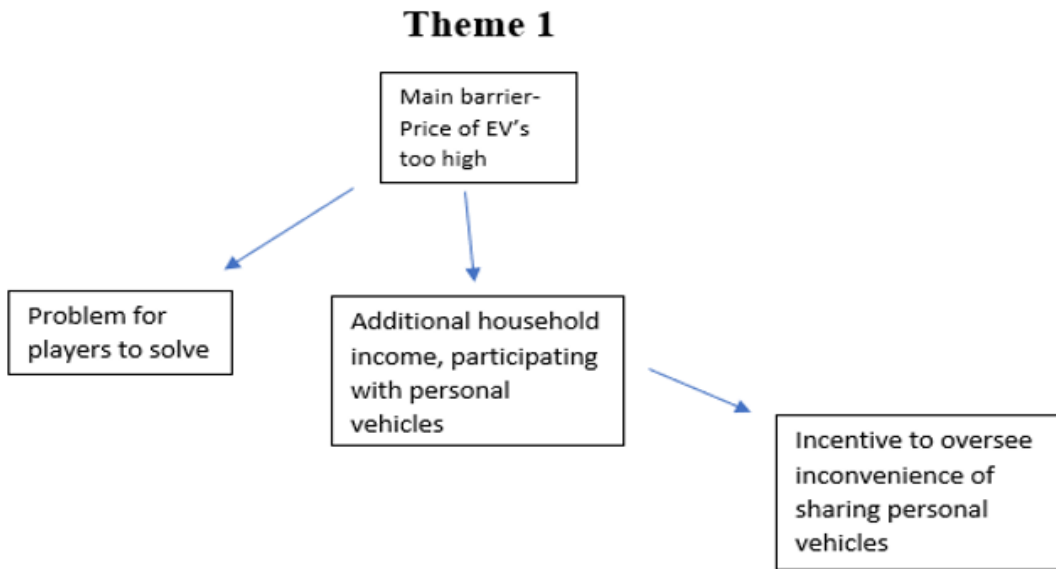 Theme 1
Main barrier-
Price of EV's
too high
Problem for
players to solve
Additional household
income, participating
with personal
vehicles
Incentive to oversee
inconvenience of
sharing personal
vehicles